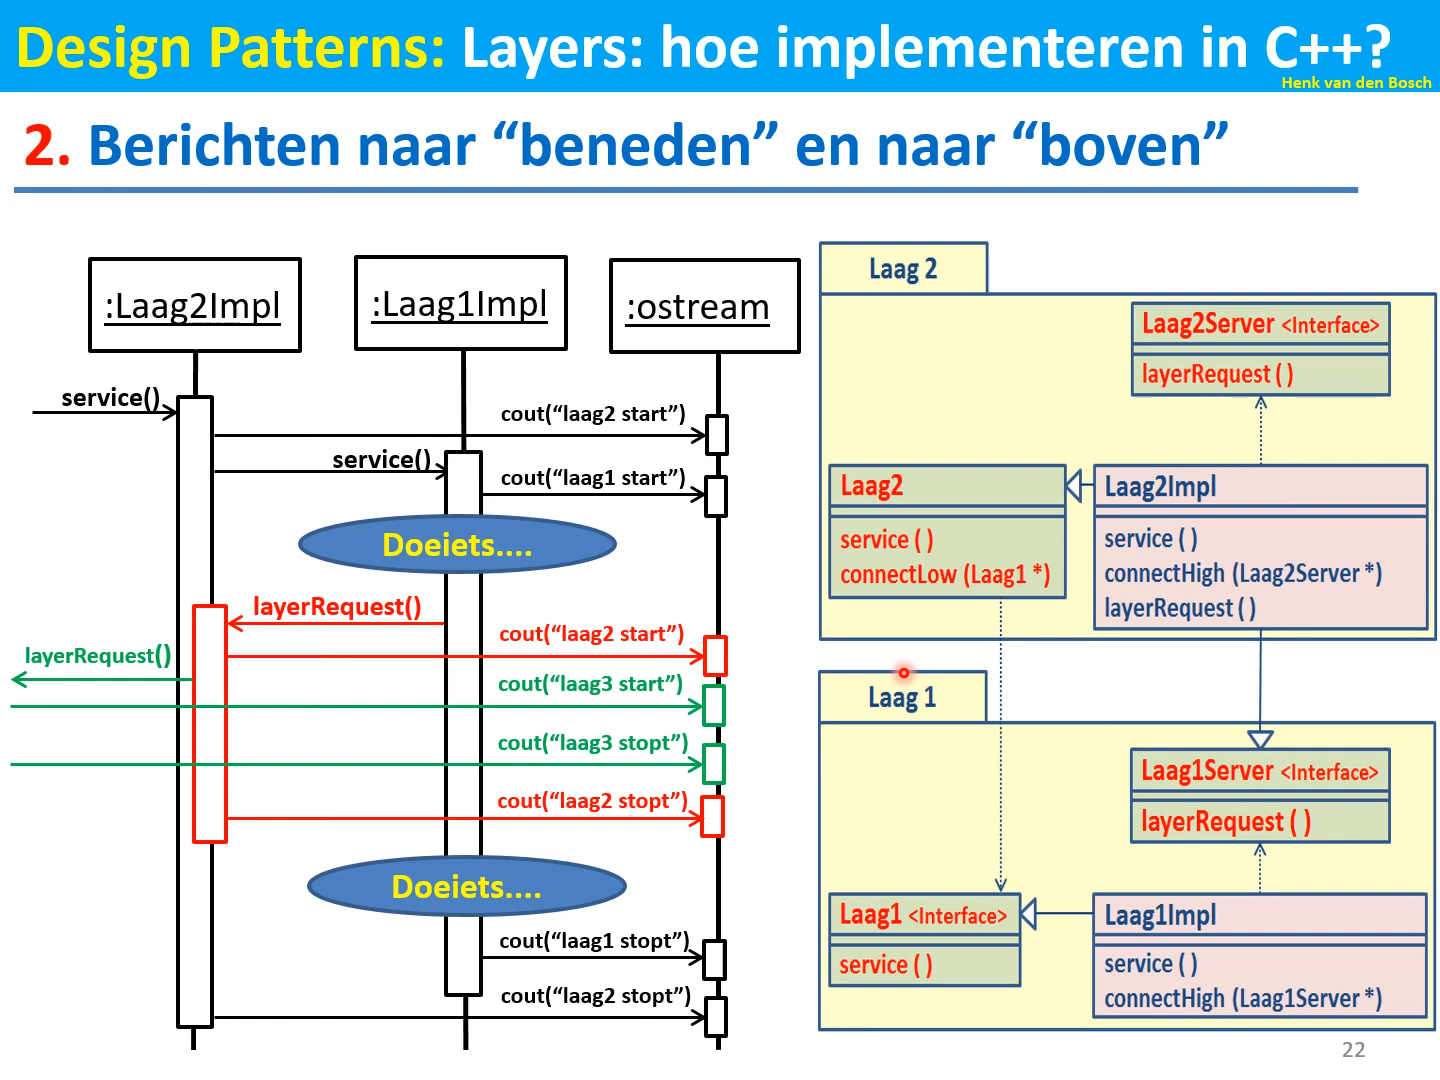 Design Patterns: Layers: hoe implementeren in C++?
Henk van den Bosch
2. Berichten naar “beneden” en naar “boven”
:Laag2Impl
:Laag1Impl
:ostream
service()
cout(“laag2 start”)
service()
cout(“laag1 start”)
Doeiets....
layerRequest()
cout(“laag2 start”)
layerRequest()
cout(“laag3 start”)
cout(“laag3 stopt”)
cout(“laag2 stopt”)
Doeiets....
cout(“laag1 stopt”)
cout(“laag2 stopt”)
Laag 2
Laag2Server <Interface>
layerRequest ( )
Laag2
service ( )
connectLow (Laag1 *)
Laag2Impl
service ( )
connectHigh (Laag2Server *)
layerRequest ( )
Laag 1
Laag1Server <Interface>
layerRequest ( )
Laag1 <Interface>
service ( )
Laag1Impl
service ( )
connectHigh (Laag1Server *)
22